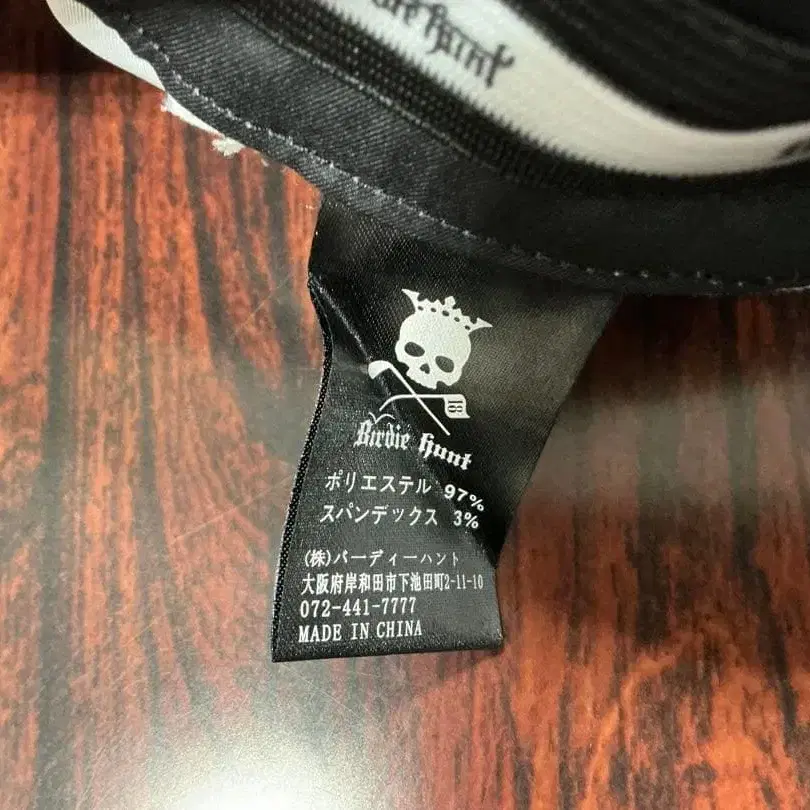 Hunt
18
Birdie Hunt
ポリエステル 97%
スパンデックス 3%
(株)バーディーハント
大阪府岸和田市下池田町2-11-10
072-441-7777
MADE IN CHINA